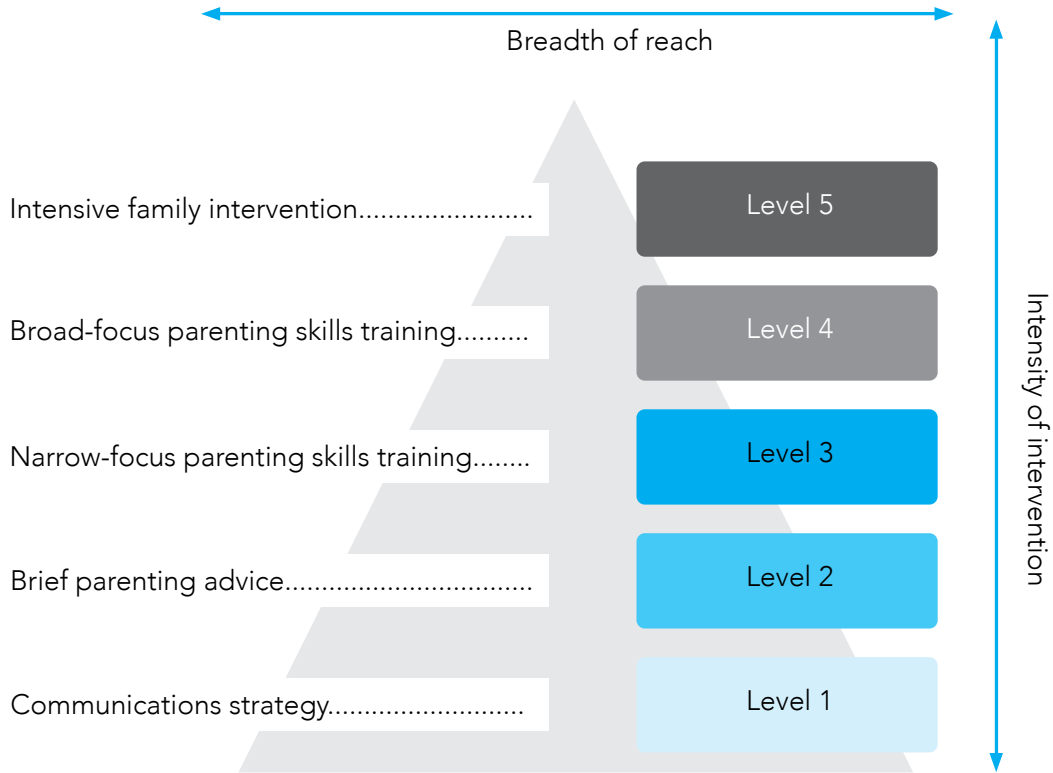 Breadth of reach
Intensive family intervention........................ Level 5
Broad-focus parenting skills training.......... Level 4
Narrow-focus parenting skills training........ Level 3
Brief parenting advice.................................. Level 2
Communications strategy........................... Level 1
Intensity of intervention